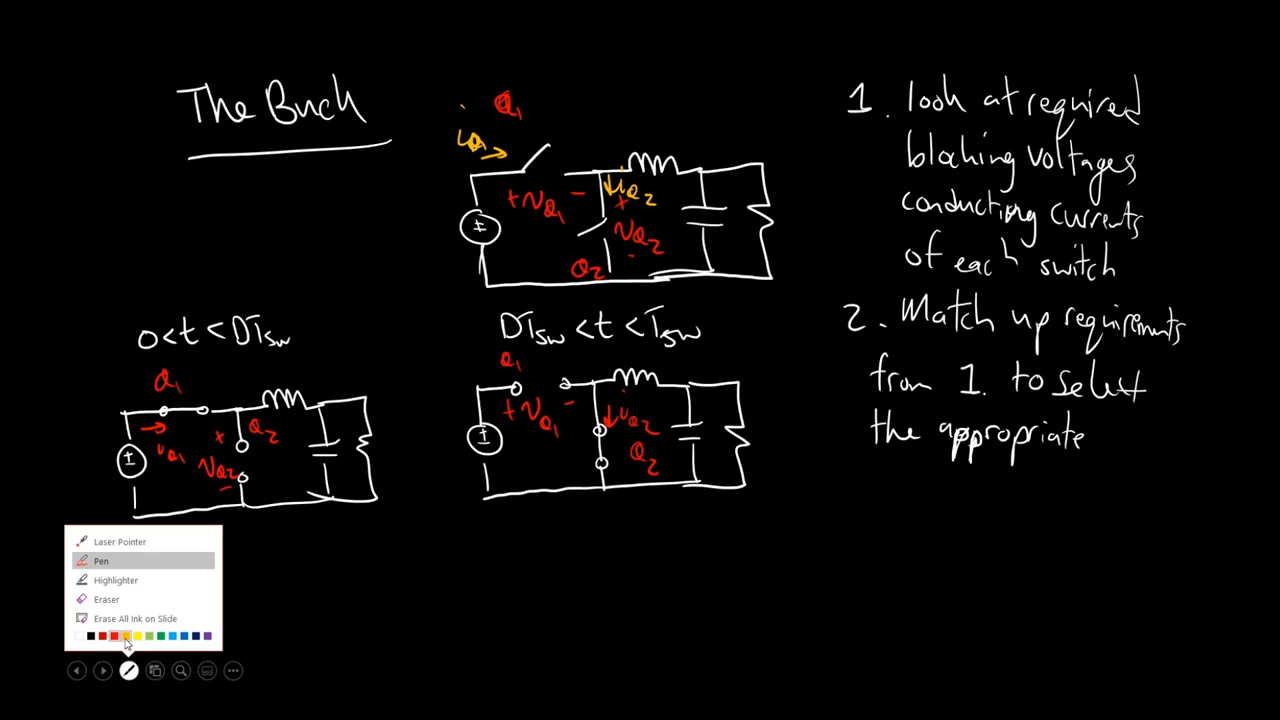 The Buck
Q1
iQ1
+ VQ1 -
iQ2
+
VQ2
-
Q2
±
0<t<DTsw
Q1
iQ1
+
Q2
VQ2
-
±
DTsw<t<Tsw
Q1
+ VQ1 -
iQ2
Q2
±
1. look at required
blocking voltages
conducting currents
of each switch
2. Match up requirements
from 1. to select
the appropriate
Laser Pointer
Pen
Highlighter
Eraser
Erase All Ink on Slide